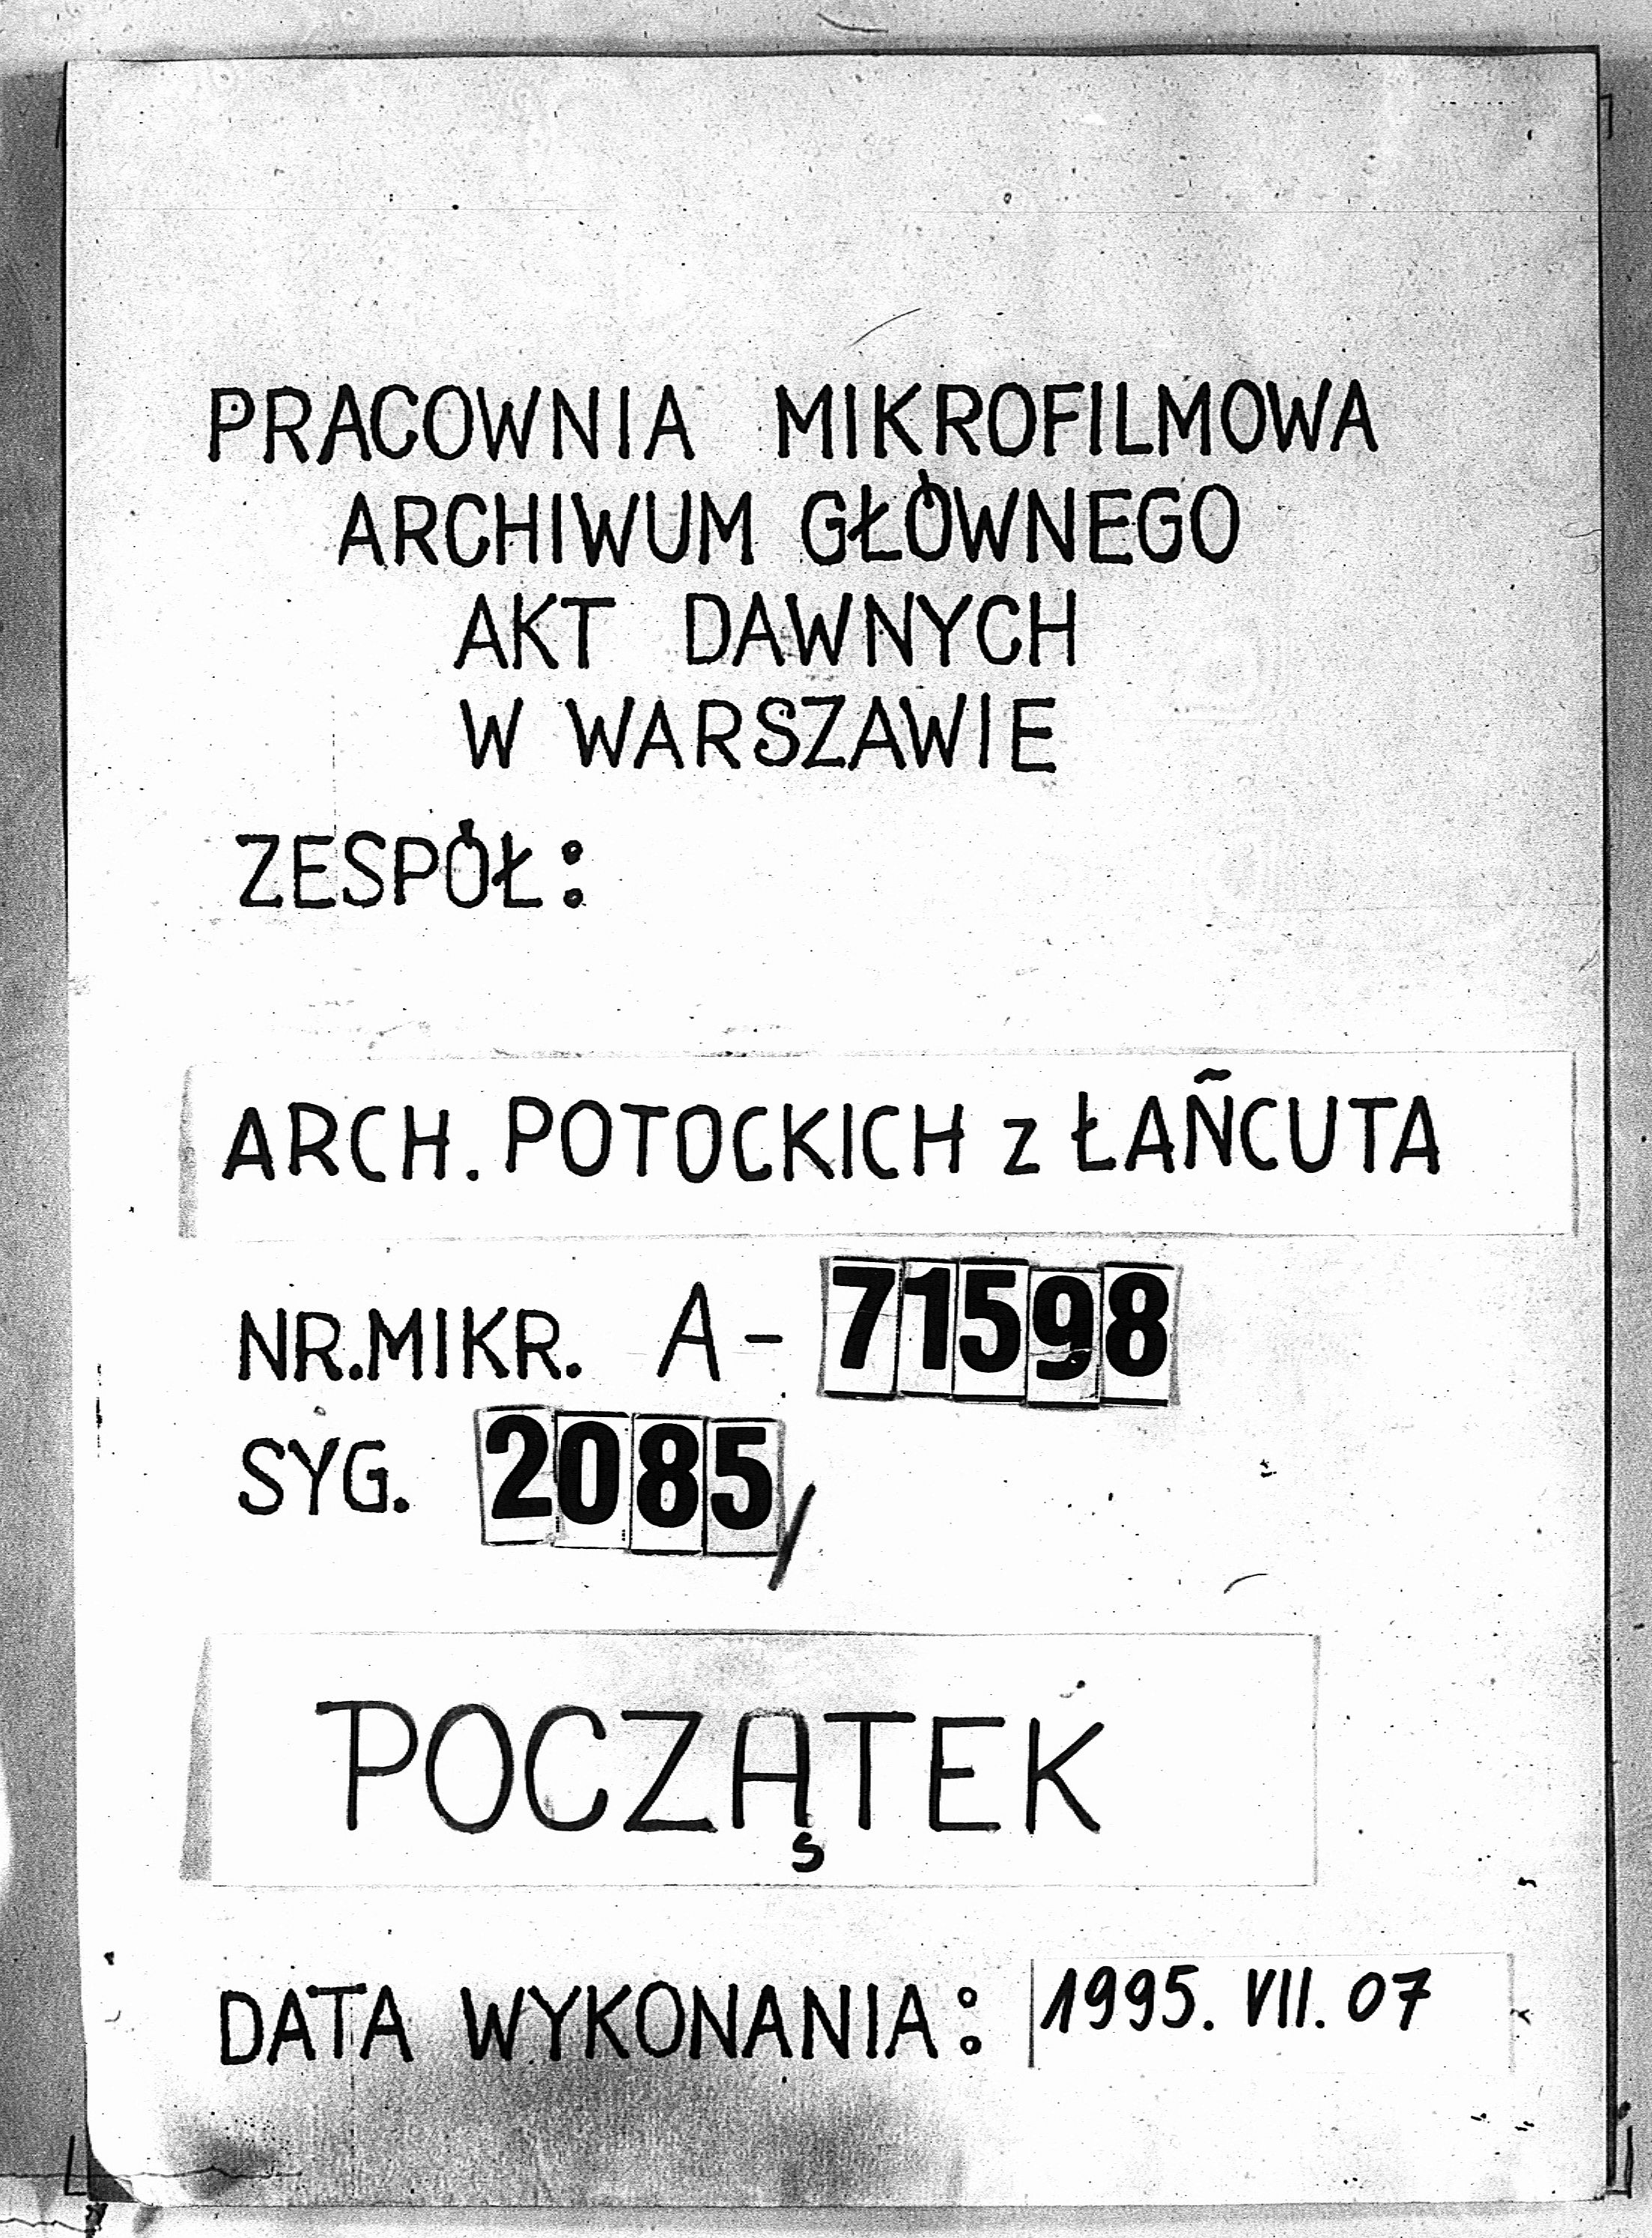 PRACOWNIA MIKROFILMOWA
ARCHIWUM GŁÓWNEGO
AKT DAWNYCH
W WARSZAWIE
ZESPÓŁ:
ARCH. POTOCKICH z ŁAÑCUTA
NR.MIKR. A-71598
SYG. 2085/
POCZĄTEK
DATA WYKONANIA: 1995. VII. 07